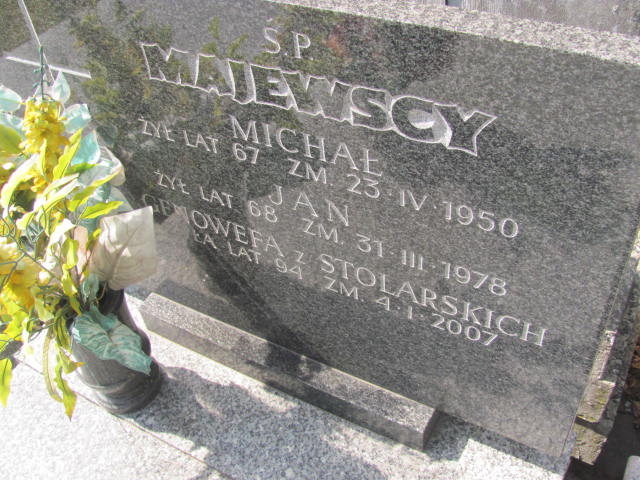 Ś.P.
MAJEWSCY
MICHAŁ
ŻYŁ LAT 67 ZM. 23·IV·1950
JAN
ŻYŁ LAT 68 ZM. 31·III·1978
GENOWEFA z STOLARSKICH
LAT 94 ZM. 4·I·2007